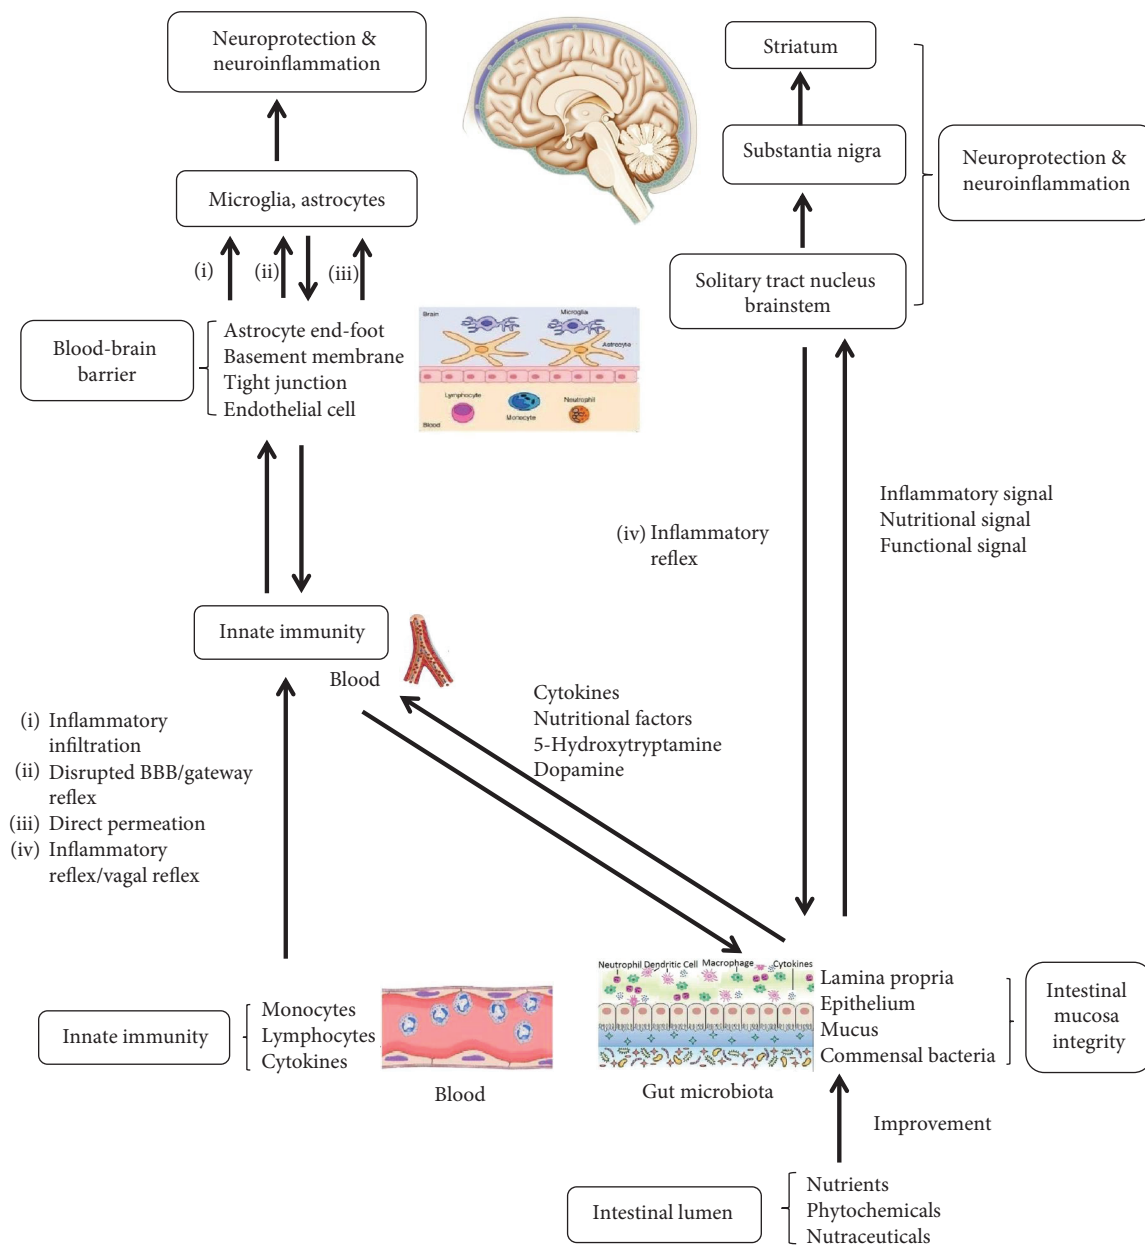 Neuroprotection &
neuroinflammation
Microglia, astrocytes
(i)
(ii)
(iii)
Blood-brain
barrier
Astrocyte end-foot
Basement membrane
Tight junction
Endothelial cell
Brain
Microglia
Astrocyte
Lymphocyte
Monocyte
Neutrophil
Blood
Striatum
Substantia nigra
Solitary tract nucleus
brainstem
Neuroprotection &
neuroinflammation
(iv) Inflammatory
reflex
Inflammatory signal
Nutritional signal
Functional signal
Innate immunity
Blood
Cytokines
Nutritional factors
5-Hydroxytryptamine
Dopamine
(i) Inflammatory
infiltration
(ii) Disrupted BBB/gateway
reflex
(iii) Direct permeation
(iv) Inflammatory
reflex/vagal reflex
Innate immunity
Monocytes
Lymphocytes
Cytokines
Blood
Neutrophil Dendritic Cell Macrophage Cytokines
Gut microbiota
Lamina propria
Epithelium
Mucus
Commensal bacteria
Intestinal
mucosa
integrity
Improvement
Intestinal lumen
Nutrients
Phytochemicals
Nutraceuticals